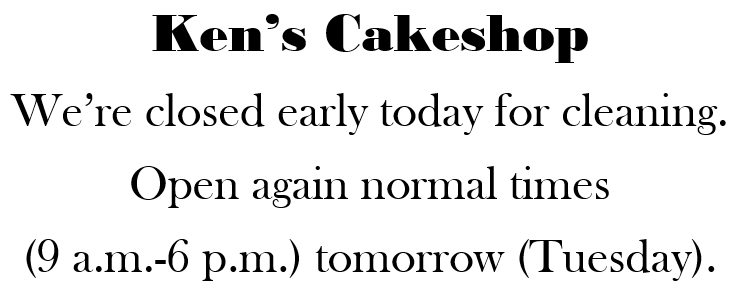 Ken’s Cakeshop
We’re closed early today for cleaning.
Open again normal times
(9 a.m.-6 p.m.) tomorrow (Tuesday).